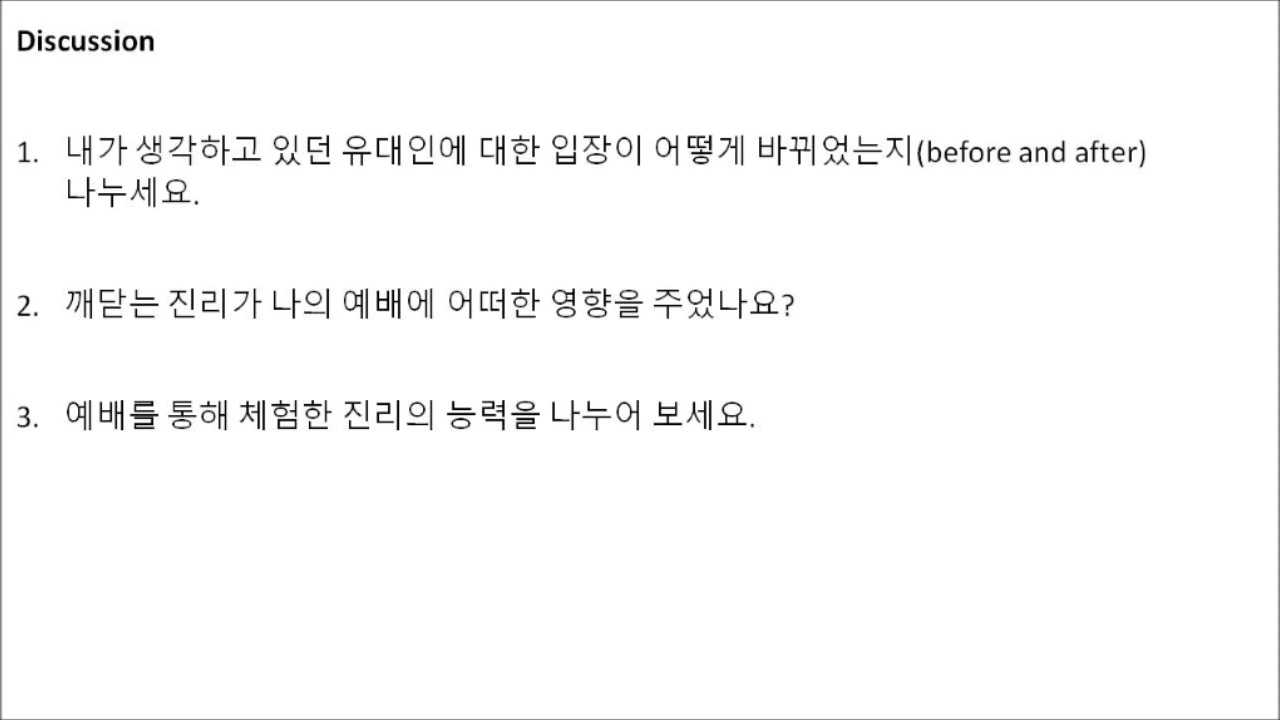 Discussion
1. 내가 생각하고 있던 유대인에 대한 입장이 어떻게 바뀌었는지(before and after)
나누세요.
2. 깨닫는 진리가 나의 예배에 어떠한 영향을 주었나요?
3. 예배를 통해 체험한 진리의 능력을 나누어 보세요.